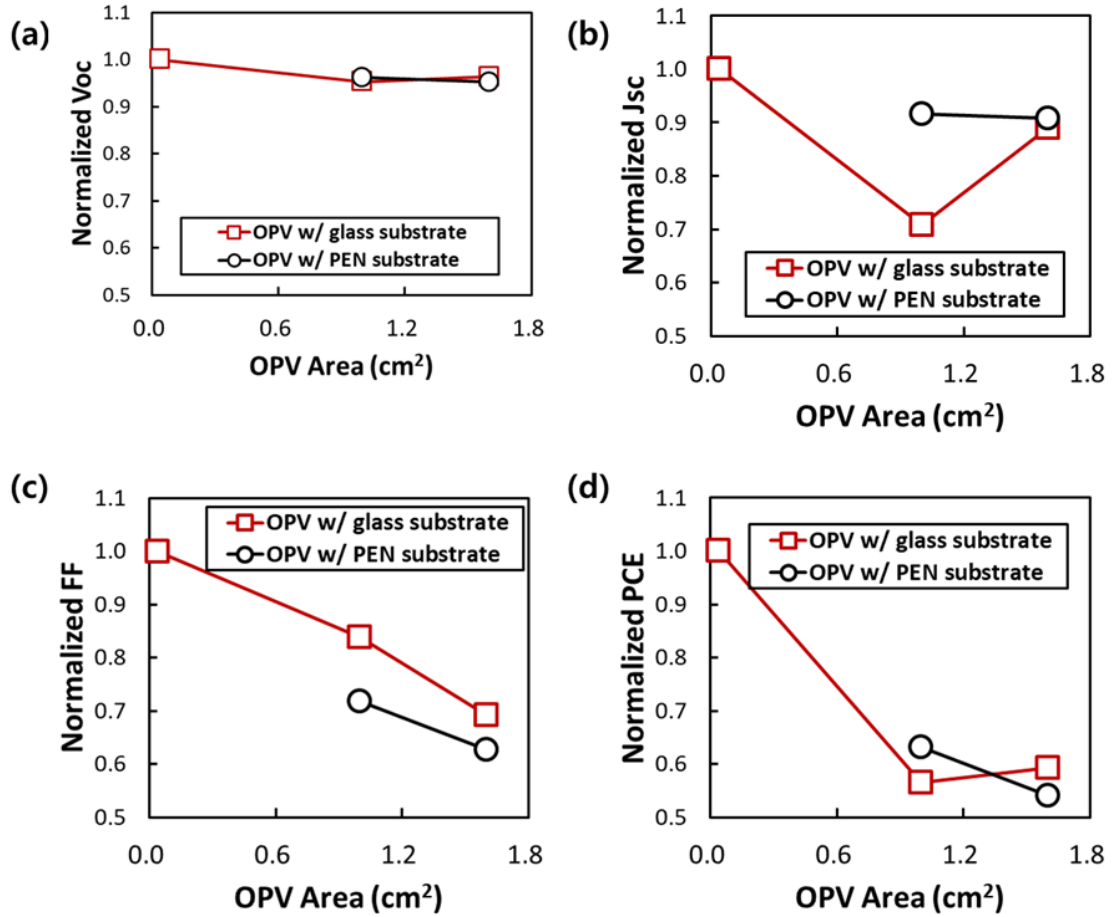 (a)
Normalized Voc
1.1
1.0
0.9
0.8
0.7
0.6
0.5
OPV w/ glass substrate
OPV w/ PEN substrate
0.0 0.6 1.2 1.8
OPV Area (cm²)
(b)
Normalized Jsc
1.1
1.0
0.9
0.8
0.7
0.6
0.5
OPV w/ glass substrate
OPV w/ PEN substrate
0.0 0.6 1.2 1.8
OPV Area (cm²)
(c)
Normalized FF
1.1
1.0
0.9
0.8
0.7
0.6
0.5
OPV w/ glass substrate
OPV w/ PEN substrate
0.0 0.6 1.2 1.8
OPV Area (cm²)
(d)
Normalized PCE
1.1
1.0
0.9
0.8
0.7
0.6
0.5
OPV w/ glass substrate
OPV w/ PEN substrate
0.0 0.6 1.2 1.8
OPV Area (cm²)